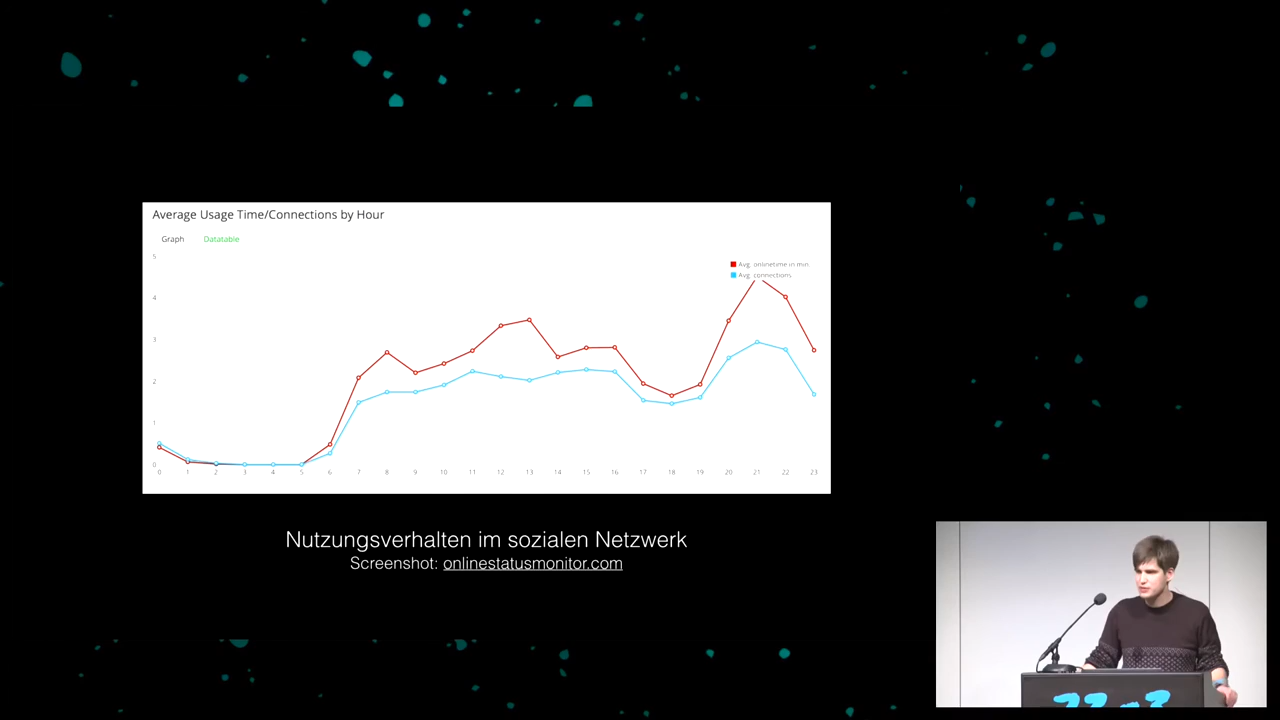 Average Usage Time/Connections by Hour
Graph Datatable
Avg. onlinetime in min
Avg. connections
5
4
3
2
1
0
0 1 2 3 4 5 6 7 8 9 10 11 12 13 14 15 16 17 18 19 20 21 22 23
Nutzungsverhalten im sozialen Netzwerk
Screenshot: onlinestatusmonitor.com